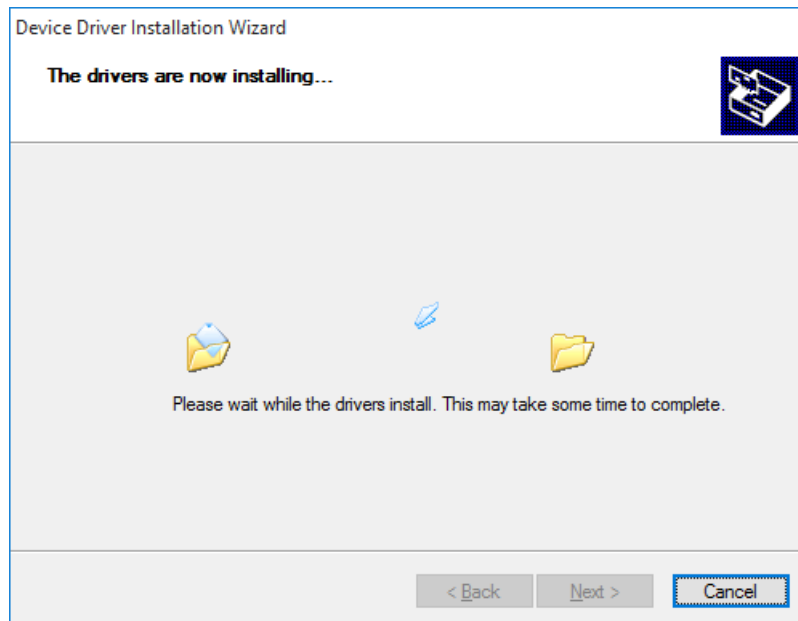 Device Driver Installation Wizard
The drivers are now installing...
Please wait while the drivers install. This may take some time to complete.
< Back
Next >
Cancel